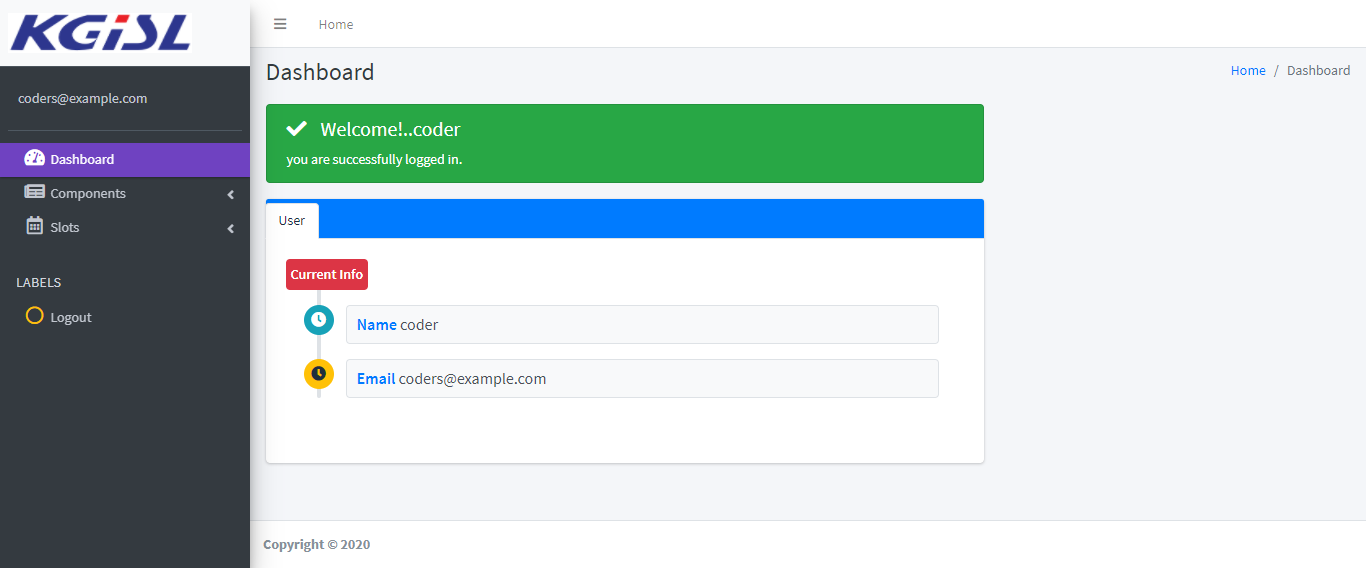 KGiSL
Home
coders@example.com
Dashboard
Components
Slots
LABELS
Logout
Dashboard
Home / Dashboard
Welcome!..coder
you are successfully logged in.
User
Current Info
Name coder
Email coders@example.com
Copyright © 2020